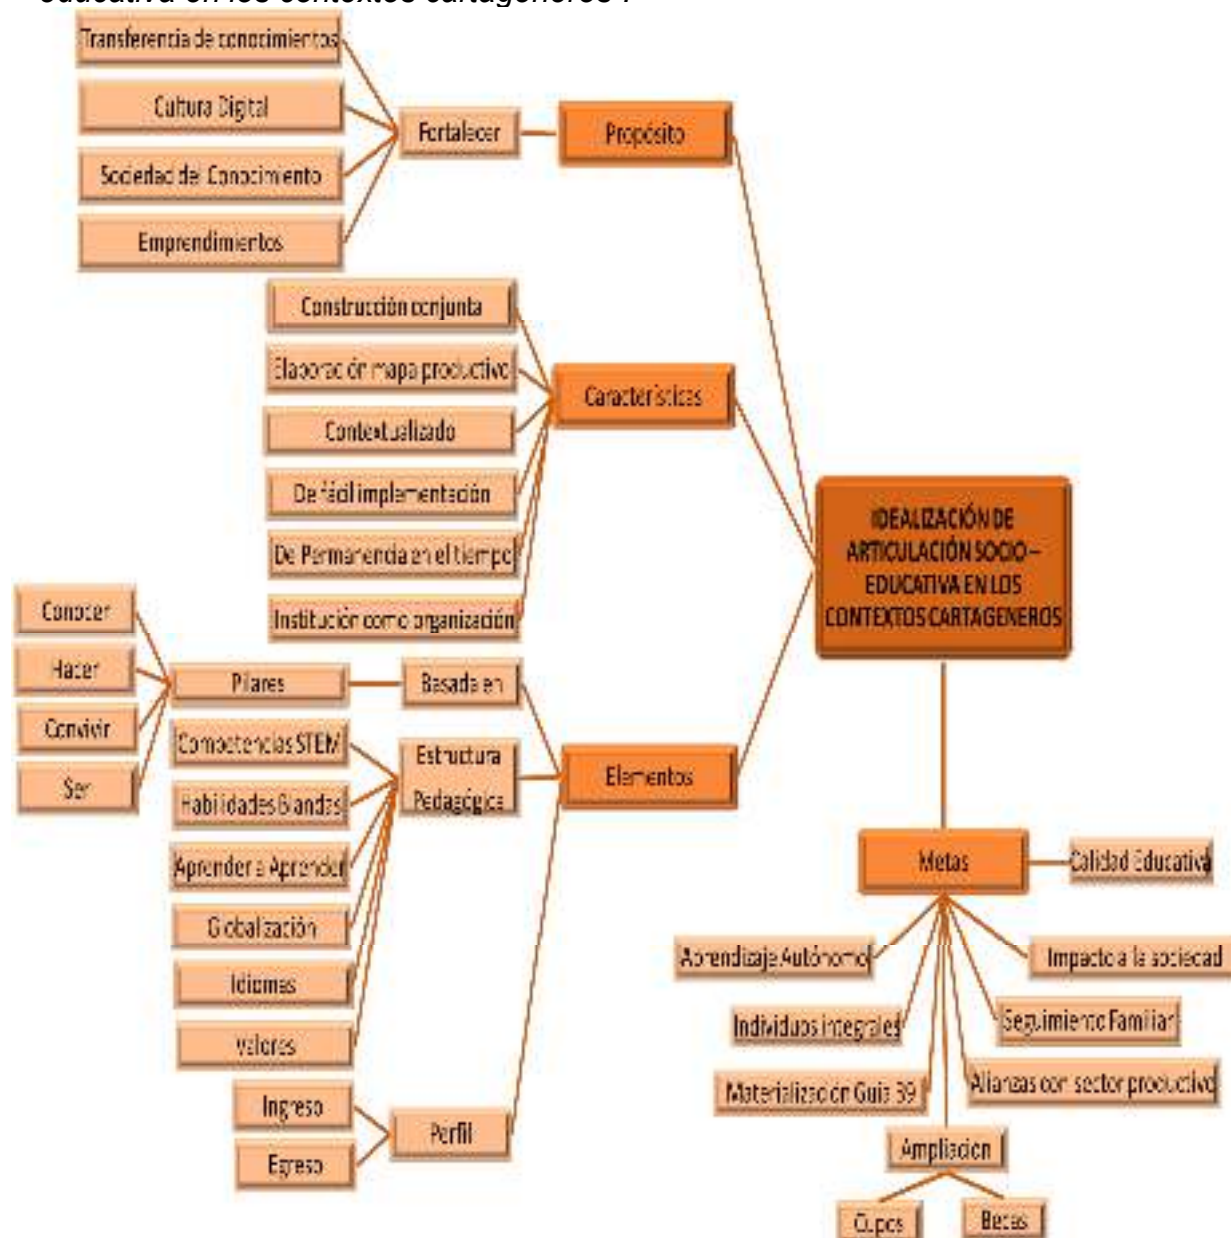 educativa en los contextos cartageneros".
Transferencia de conocimientos
Cultura Digital
Sociedad del Conocimiento
Emprendimientos
Fortalecer
Propósito
Construcción conjunta
Elaboración mapa productivo
Contextualizado
De fácil implementación
De Permanencia en el tiempo
Institución como organización
Características
IDEALIZACIÓN DE
ARTICULACIÓN SOCIO –
EDUCATIVA EN LOS
CONTEXTOS CARTAGENEROS
Conocer
Hacer
Convivir
Ser
Pilares
Basada en
Competencias STEM
Habilidades Blandas
Aprender a Aprender
Globalización
Idiomas
Valores
Estructura
Pedagógica
Elementos
Ingreso
Egreso
Perfil
Metas
Calidad Educativa
Aprendizaje Autónomo
Impacto a la sociedad
Individuos integrales
Seguimiento Familiar
Materialización Guia 39
Alianzas con sector productivo
Ampliacion
Cupos
Becas